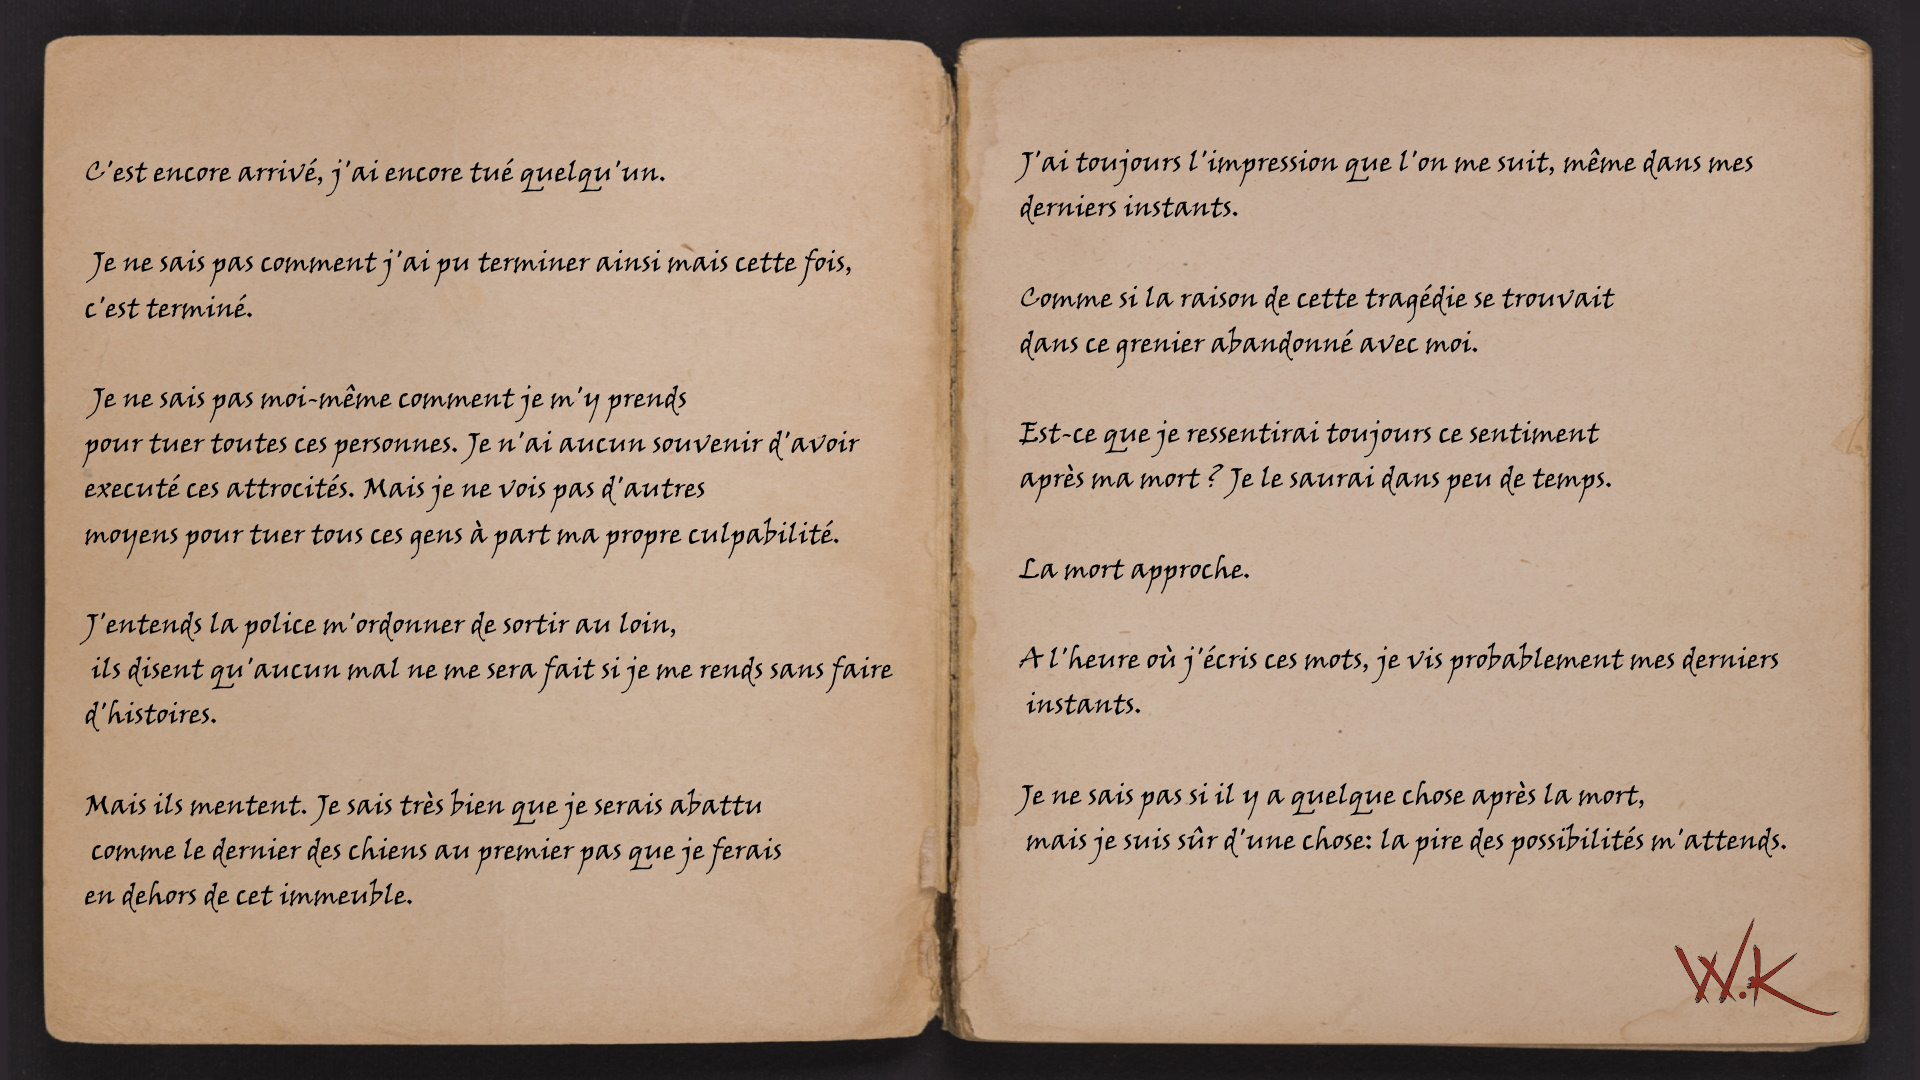 C'est encore arrivé, j'ai encore tué quelqu'un.
Je ne sais pas comment j'ai pu terminer ainsi mais cette fois,
c'est terminé.
Je ne sais pas moi-même comment je m'y prends
pour tuer toutes ces personnes. Je n'ai aucun souvenir d'avoir
executé ces attrocités. Mais je ne vois pas d'autres
moyens pour tuer tous ces gens à part ma propre culpabilité.
J'entends la police m'ordonner de sortir au loin,
ils disent qu'aucun mal ne me sera fait si je me rends sans faire
d'histoires.
Mais ils mentent. Je sais très bien que je serais abattu
comme le dernier des chiens au premier pas que je ferais
en dehors de cet immeuble.
J'ai toujours l'impression que l'on me suit, même dans mes
derniers instants.
Comme si la raison de cette tragédie se trouvait
dans ce grenier abandonné avec moi.
Est-ce que je ressentirai toujours ce sentiment
après ma mort ? Je le saurai dans peu de temps.
La mort approche.
A l'heure où j'écris ces mots, je vis probablement mes derniers
instants.
Je ne sais pas si il y a quelque chose après la mort,
mais je suis sûr d'une chose: la pire des possibilités m'attends.
W.K